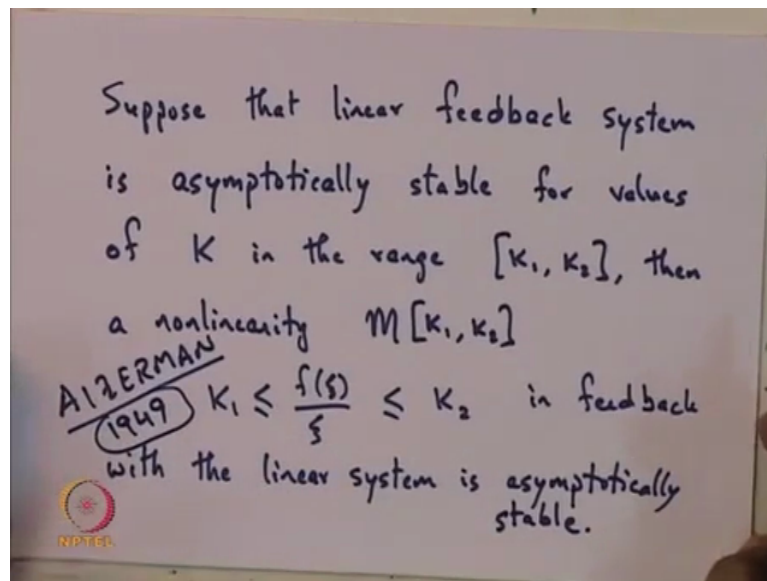 Suppose that linear feedback system
is asymptotically stable for values
of K in the range [K₁, K₂], then
a nonlinearity M[K₁, K₂]
AIZERMAN
1949
K₁ ≤ f(ξ)/ξ ≤ K₂ in feedback
with the linear system is asymptotically
stable.
NPTEL